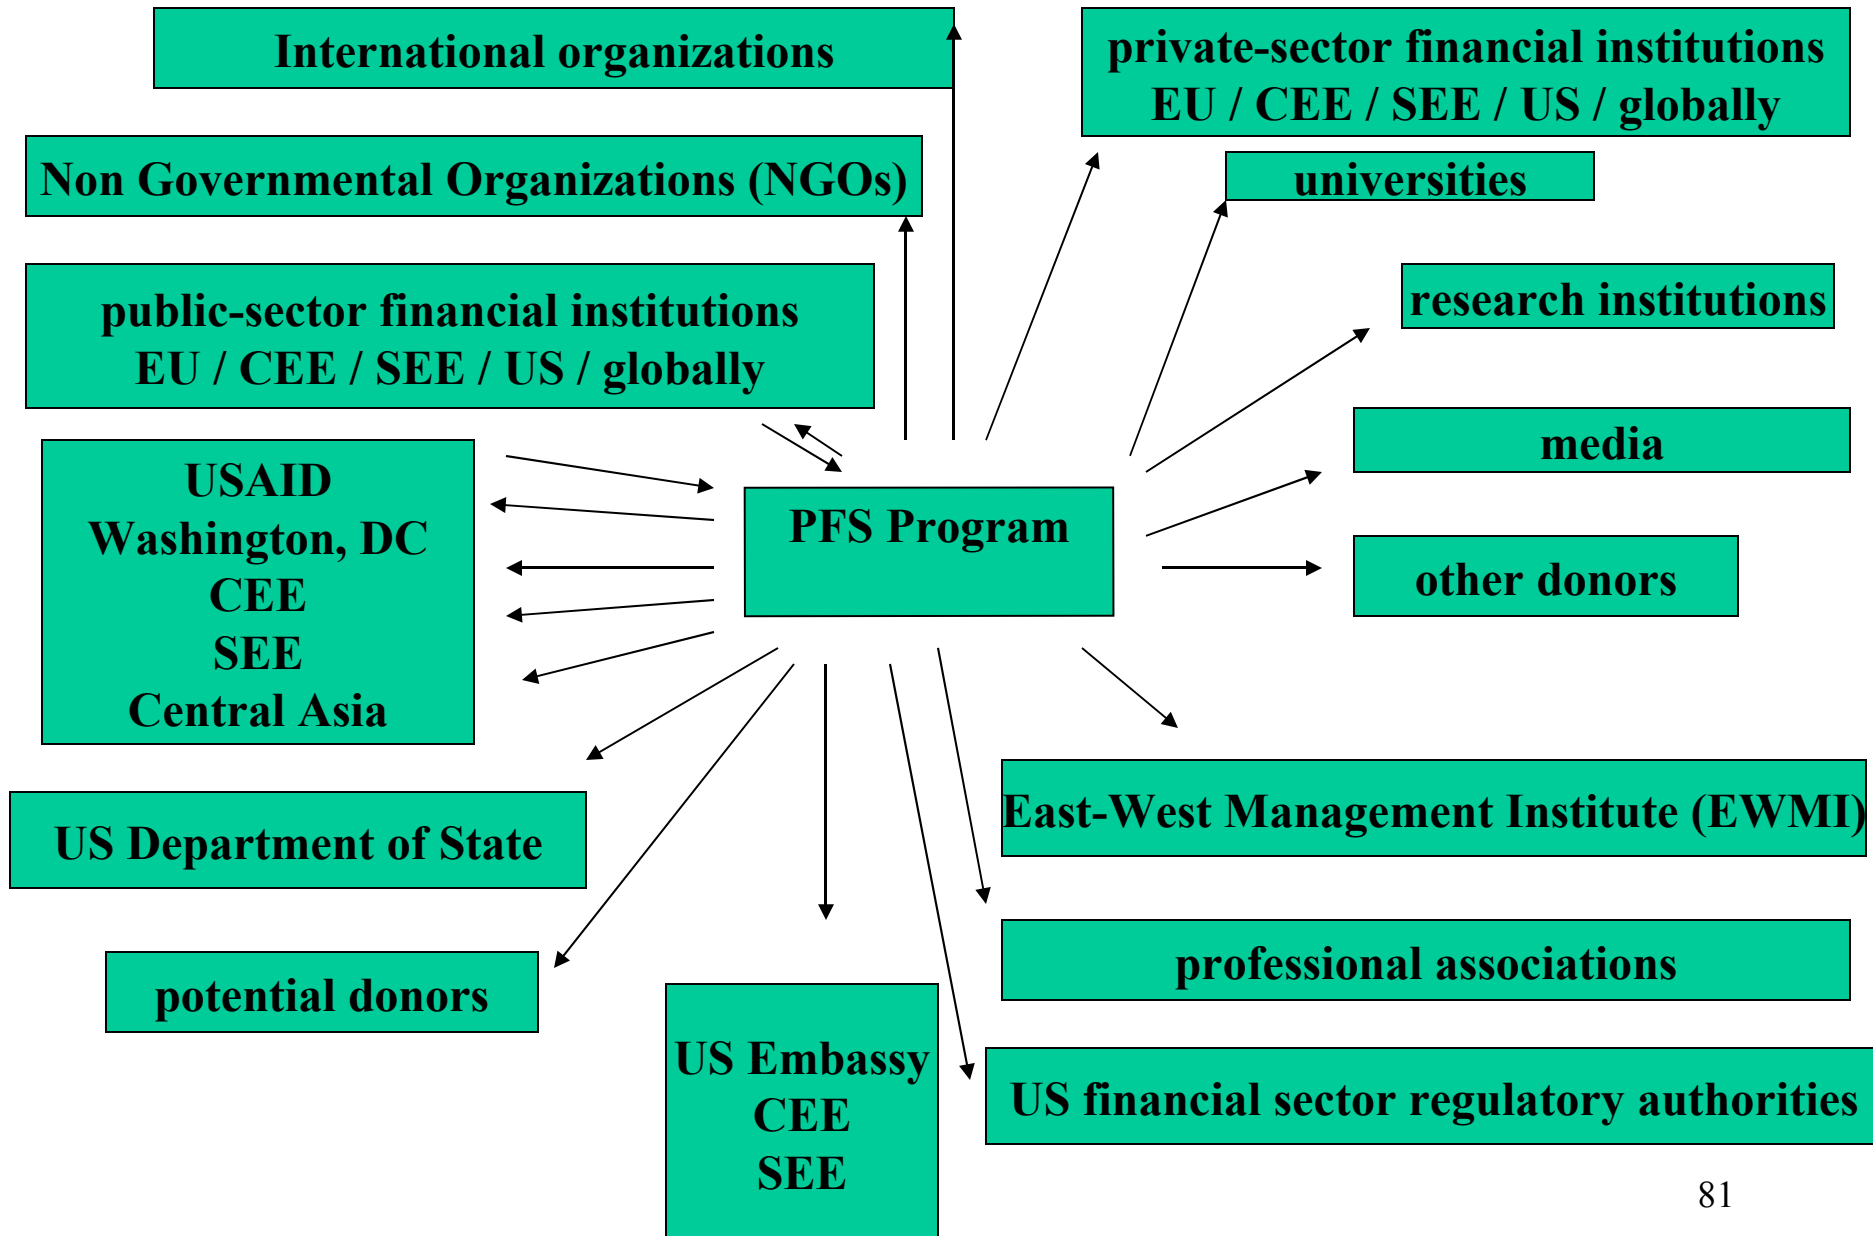 International organizations
private-sector financial institutions
EU / CEE / SEE / US / globally
Non Governmental Organizations (NGOs)
universities
public-sector financial institutions
EU / CEE / SEE / US / globally
research institutions
media
USAID
Washington, DC
CEE
SEE
Central Asia
PFS Program
other donors
US Department of State
East-West Management Institute (EWMI)
potential donors
professional associations
US Embassy
CEE
SEE
US financial sector regulatory authorities
81